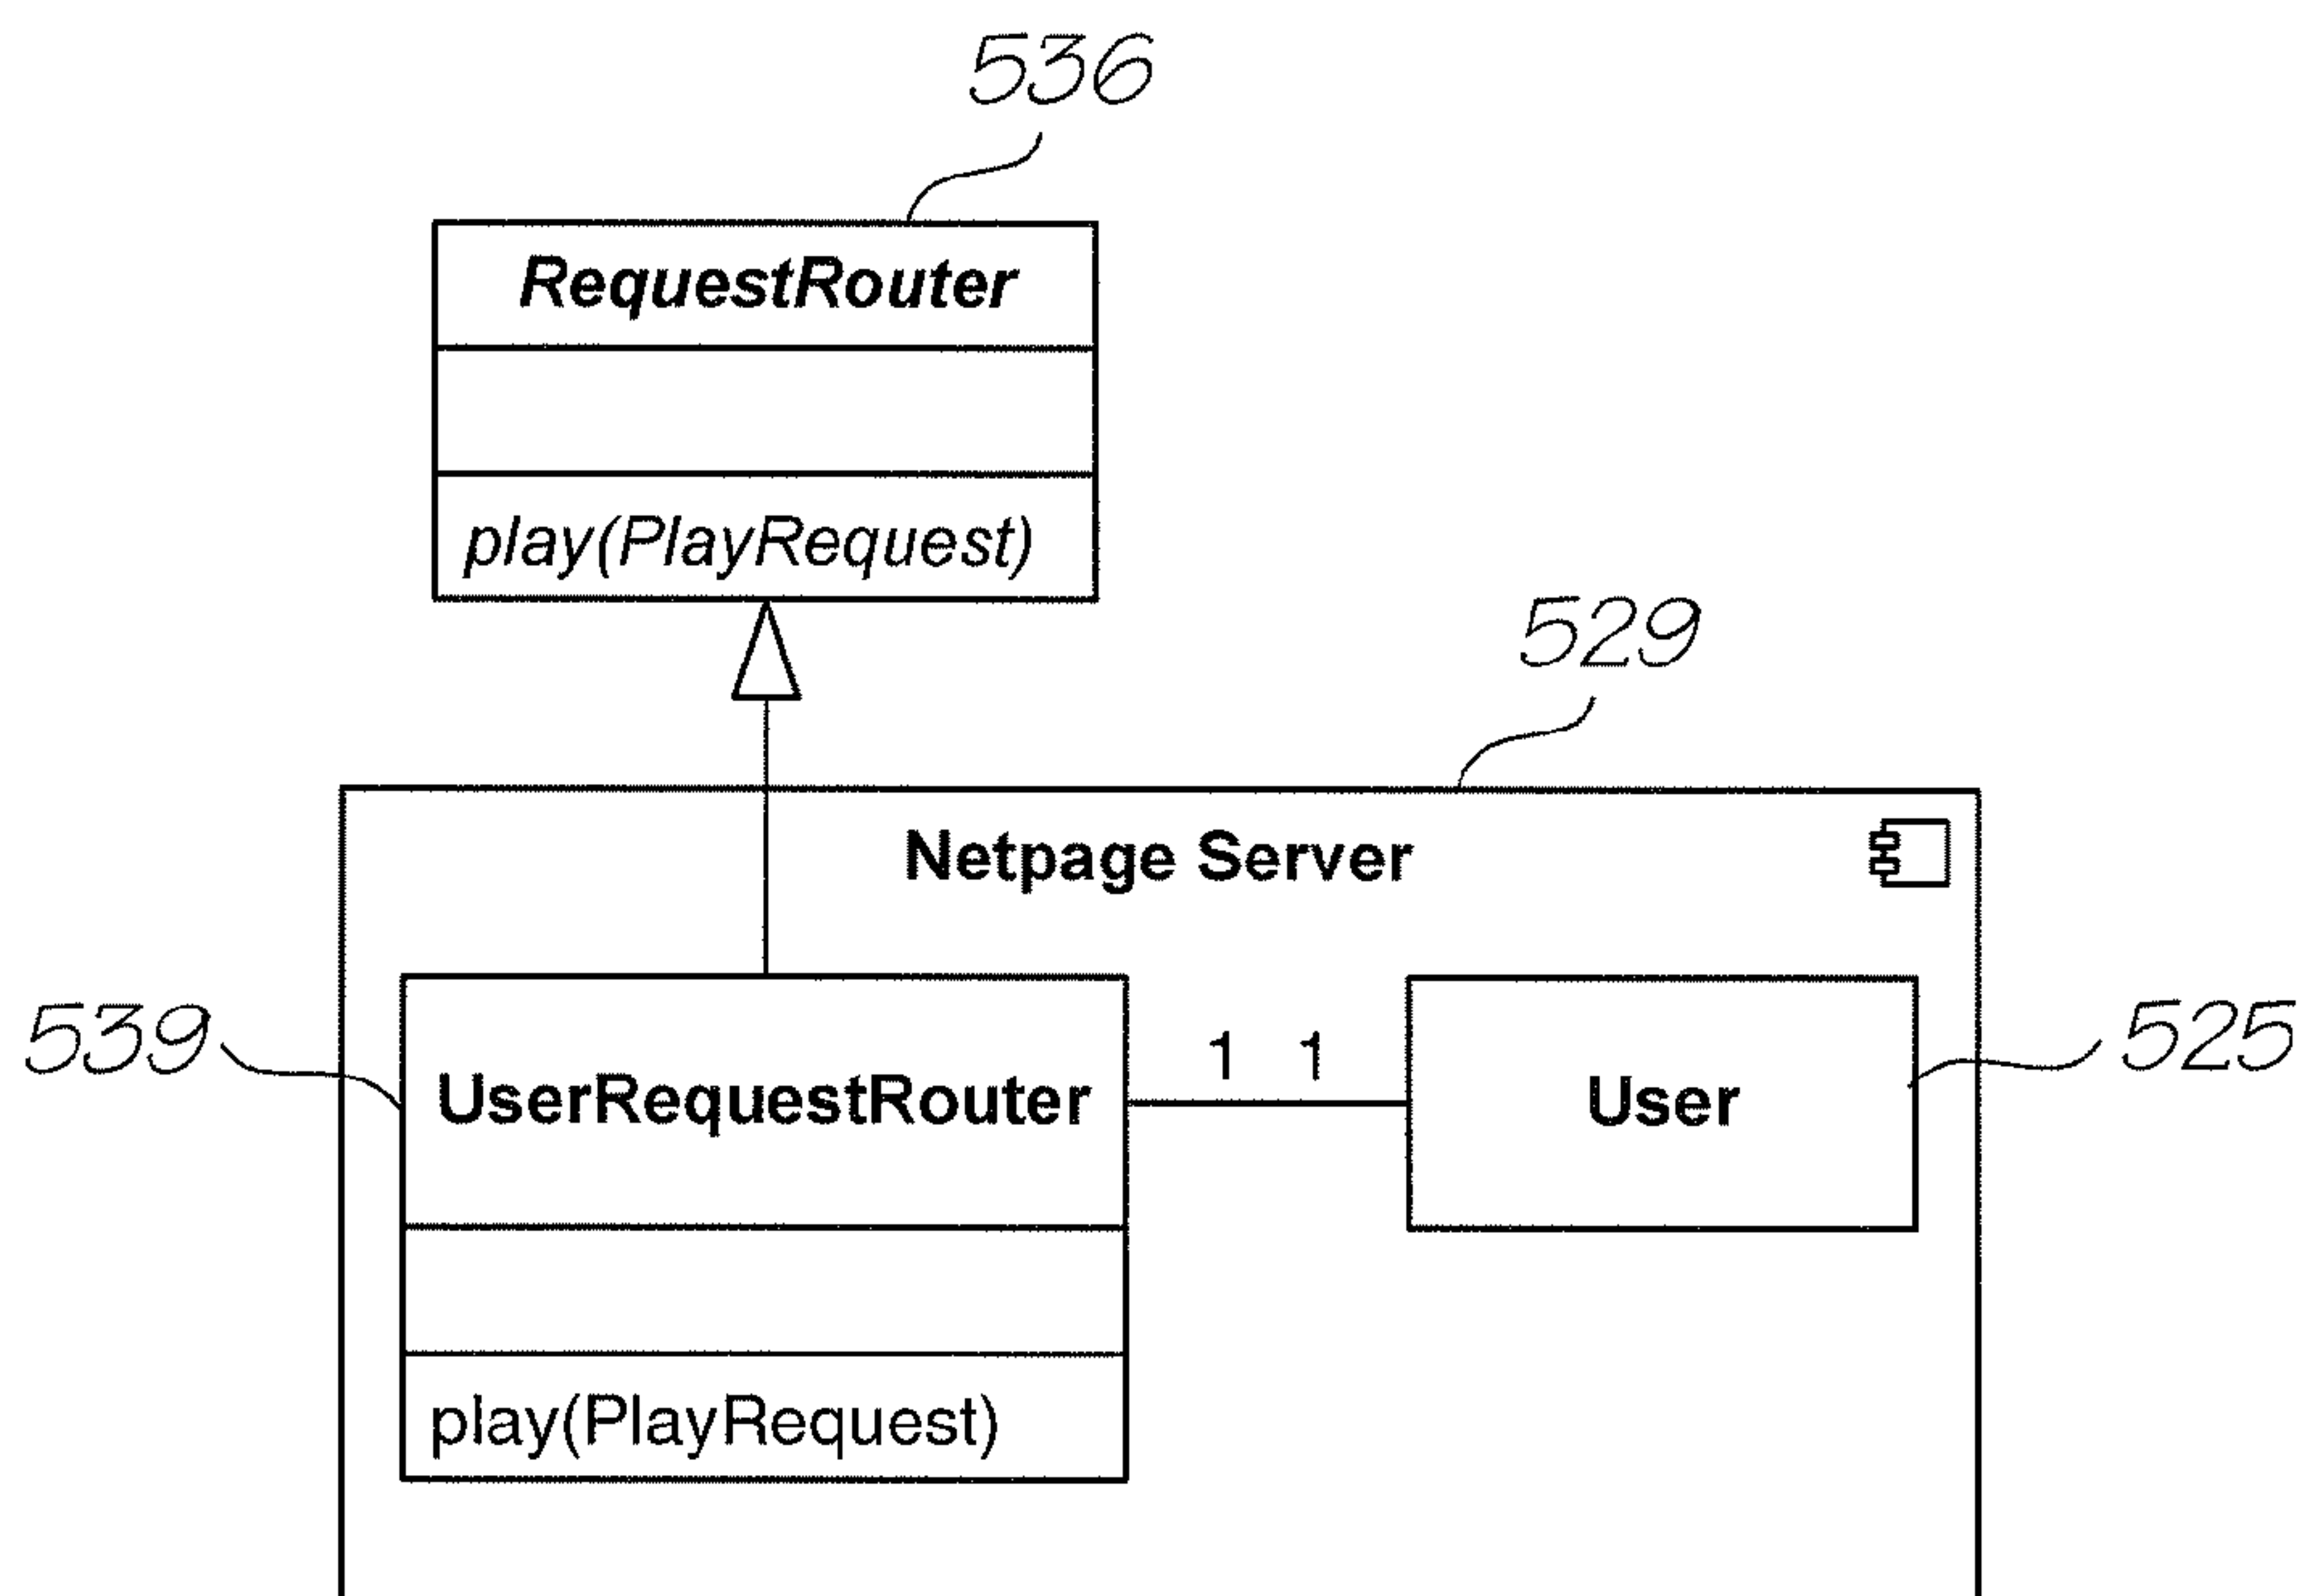 536
RequestRouter
play(PlayRequest)
529
Netpage Server
539
UserRequestRouter
1 1
User
525
play(PlayRequest)